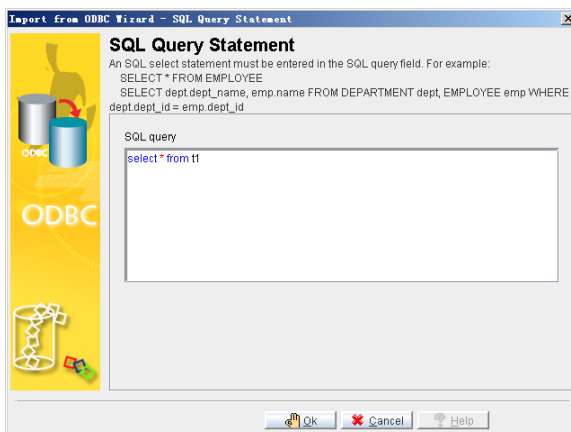 Import from ODBC Wizard - SQL Query Statement
SQL Query Statement
An SQL select statement must be entered in the SQL query field. For example:
SELECT * FROM EMPLOYEE
SELECT dept.dept_name, emp.name FROM DEPARTMENT dept, EMPLOYEE emp WHERE
dept.dept_id = emp.dept_id
SQL query
select * from t1
ODBC
ODBC
Ok
Cancel
Help